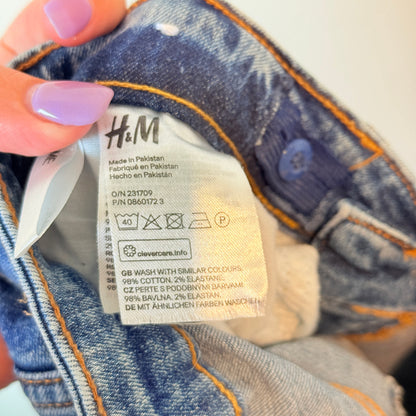 H&M
Made in Pakistan
Fabriqué en Pakistan
Hecho en Pakistán
O/N 231709
P/N 0860172 3
40
P
clevercare.info
GB WASH WITH SIMILAR COLOURS.
98% COTTON, 2% ELASTANE.
CZ PERTE S PODOBNÝMI BARVAMI
98% BAVLNA, 2% ELASTAN.
DE MIT ÄHNLICHEN FARBEN WASCHEN